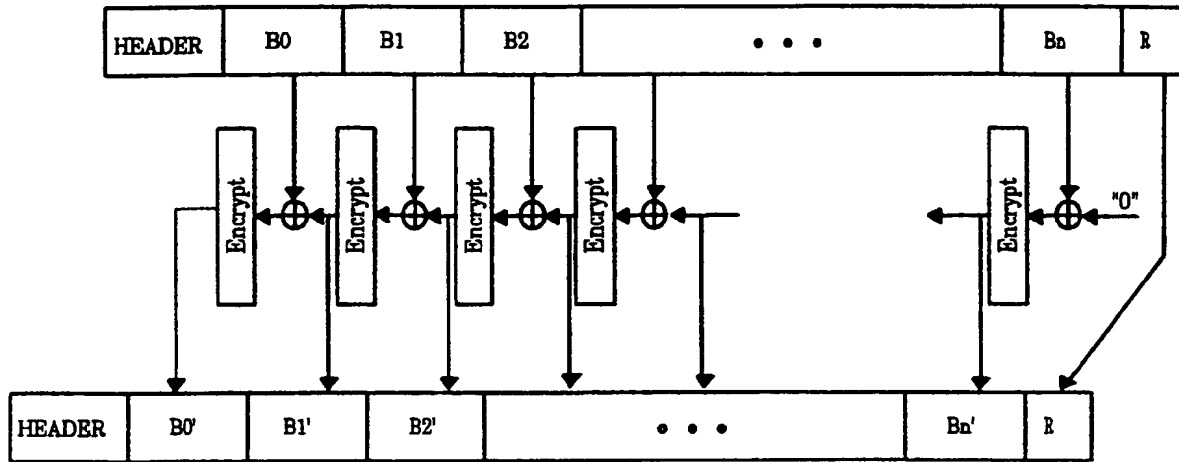 HEADER B0 B1 B2 • • • Bn R
Encrypt Encrypt Encrypt Encrypt Encrypt
"0"
HEADER B0' B1' B2' • • • Bn' R